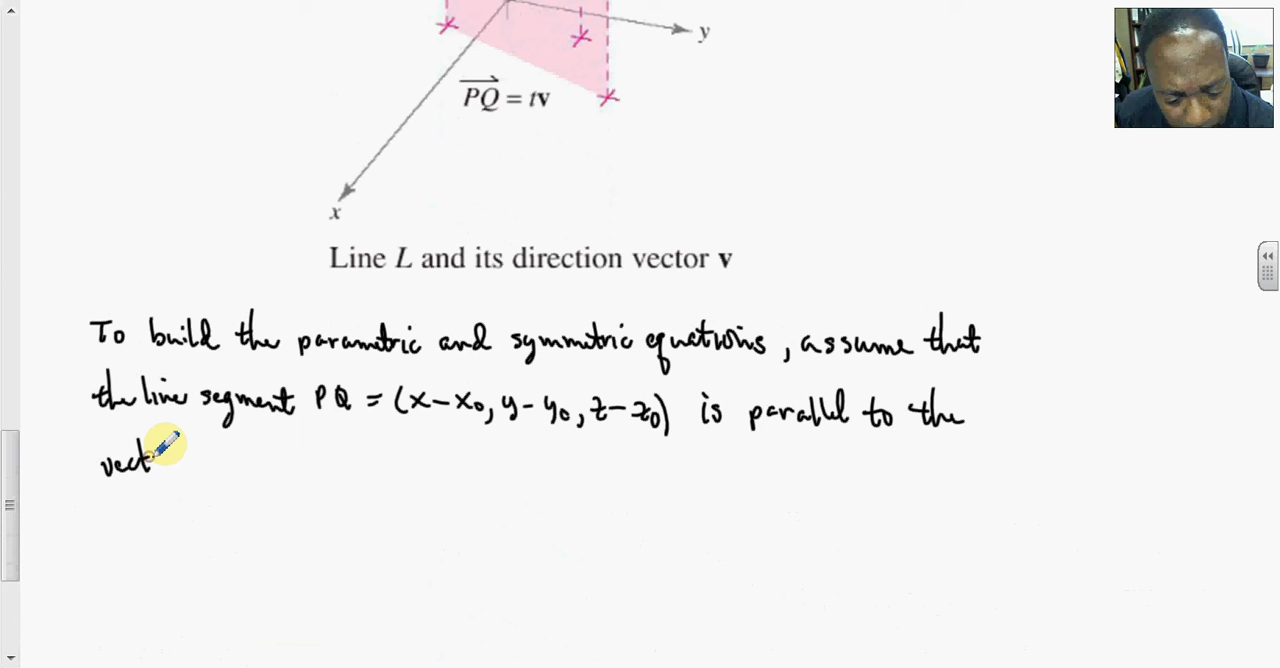 y
PQ = tv
x
Line L and its direction vector v
To build the parametric and symmetric equations, assume that
the line segment PQ = (x-x₀, y-y₀, z-z₀) is parallel to the
vect